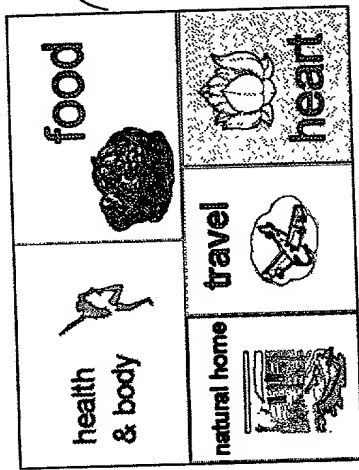 health
& body
food
natural home
travel
heart